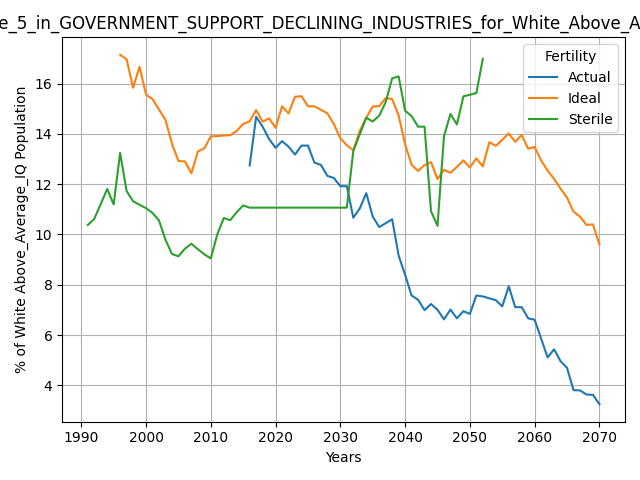 e_5_in_GOVERNMENT_SUPPORT_DECLINING_INDUSTRIES_for_White_Above_A
% of White Above_Average_IQ Population
16
14
12
10
8
6
4
Fertility
Actual
Ideal
Sterile
1990 2000 2010 2020 2030 2040 2050 2060 2070
Years